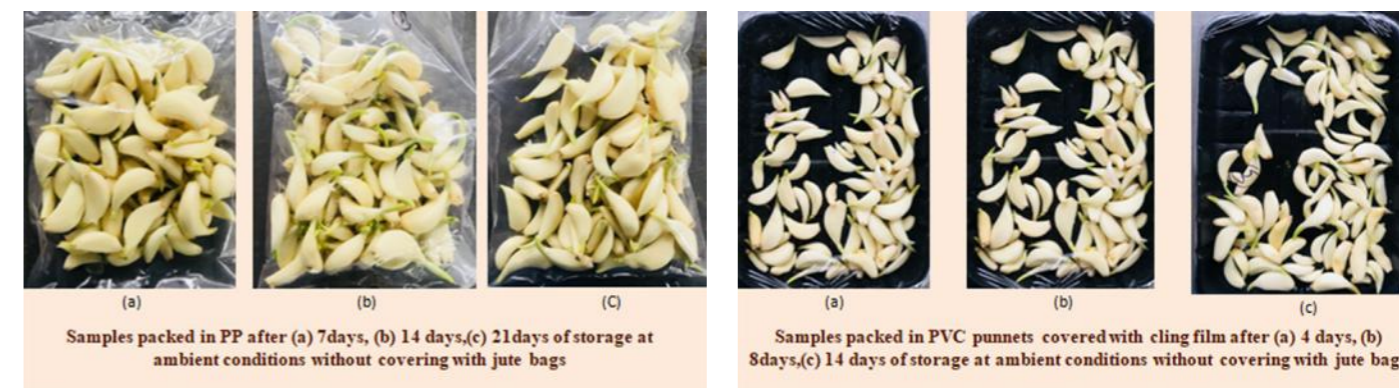 (a)
(b)
(C)
Samples packed in PP after (a) 7days, (b) 14 days,(c) 21days of storage at
ambient conditions without covering with jute bags
(a)
(b)
(c)
Samples packed in PVC punnets covered with cling film after (a) 4 days, (b)
8days,(c) 14 days of storage at ambient conditions without covering with jute bag